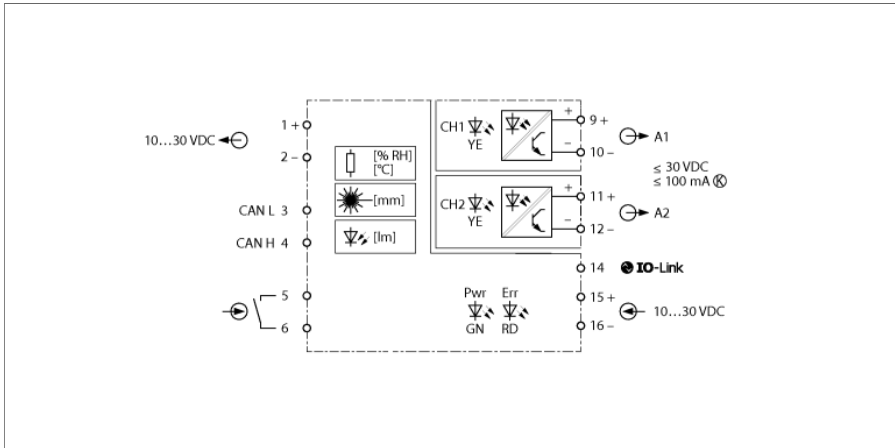 10...30 VDC
1 +
2 –
CAN L 3
CAN H 4
5
6
[% RH]
[°C]
[mm]
[lm]
CH1
YE
+
–
9 +
10 –
A1
≤ 30 VDC
≤ 100 mA Ⓚ
CH2
YE
+
–
11 +
12 –
A2
14 IO-Link
Pwr Err
GN RD
15 +
16 –
10...30 VDC